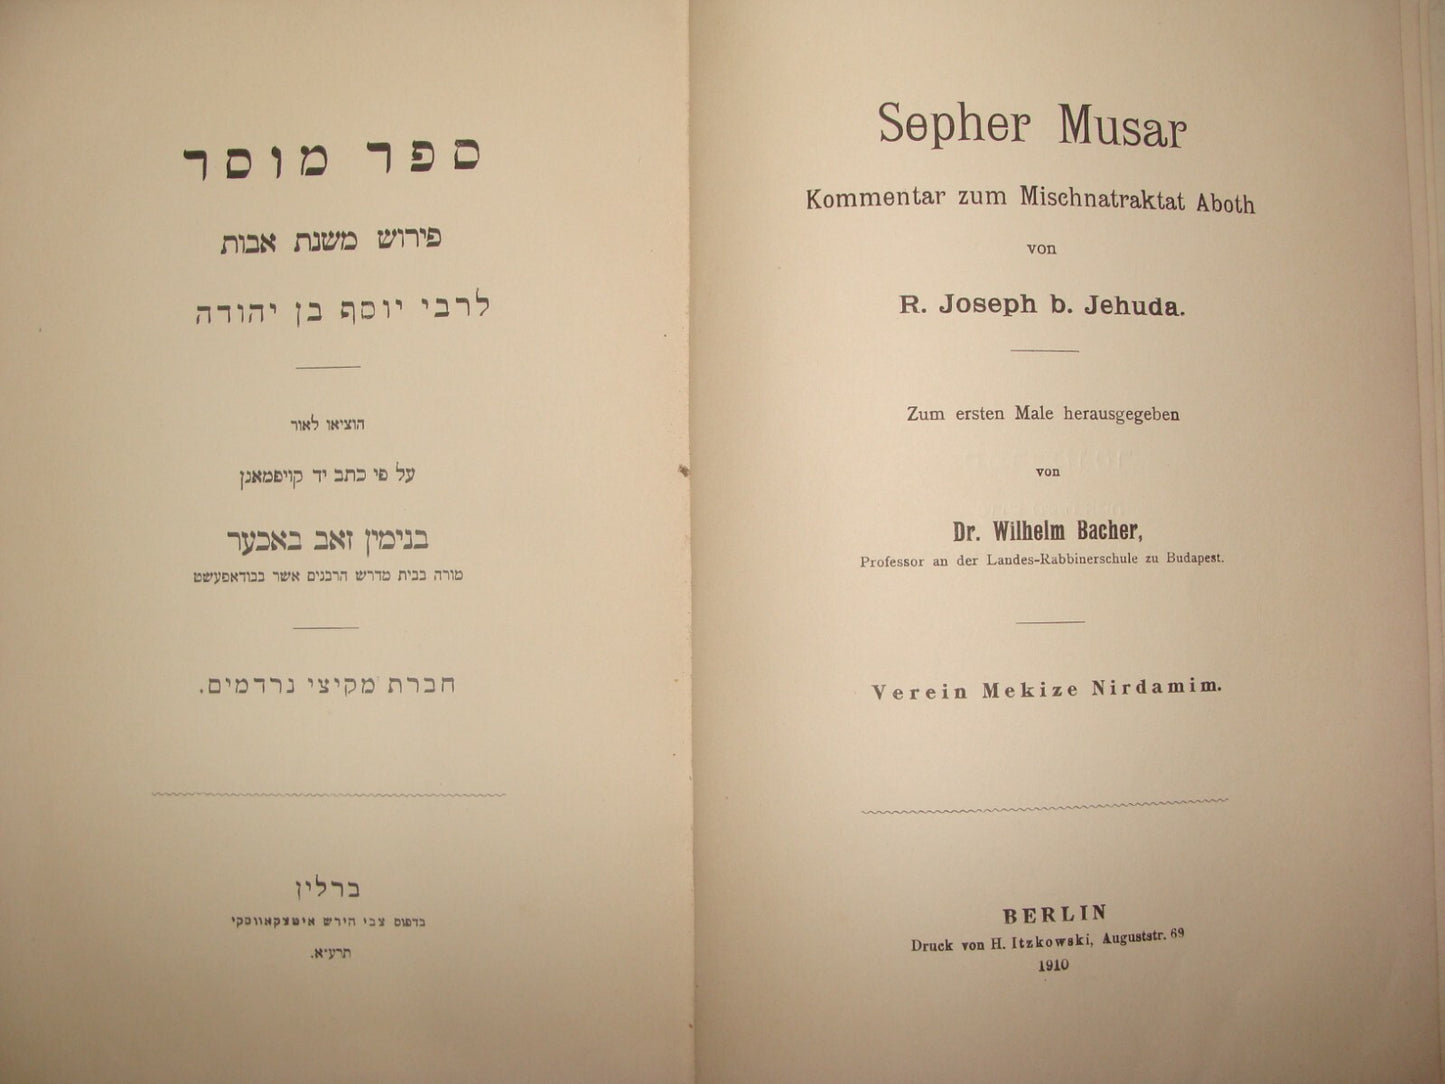 ספר מוסר
פירוש משנת אבות
לרבי יוסף בן יהודה
הוציאו לאור
על פי כתב יד קויפמאנן
בנימין זאב באכער
מורה בבית מדרש הרבנים אשר בבודאפעשט
חברת מקיצי נרדמים.
ברלין
בדפוס צבי הירש איטצקאווסקי
תרע״א.
Sepher Musar
Kommentar zum Mischnatraktat Aboth
von
R. Joseph b. Jehuda.
Zum ersten Male herausgegeben
von
Dr. Wilhelm Bacher,
Professor an der Landes-Rabbinerschule zu Budapest.
Verein Mekize Nirdamim.
BERLIN
Druck von H. Itzkowski, Auguststr. 69
1910